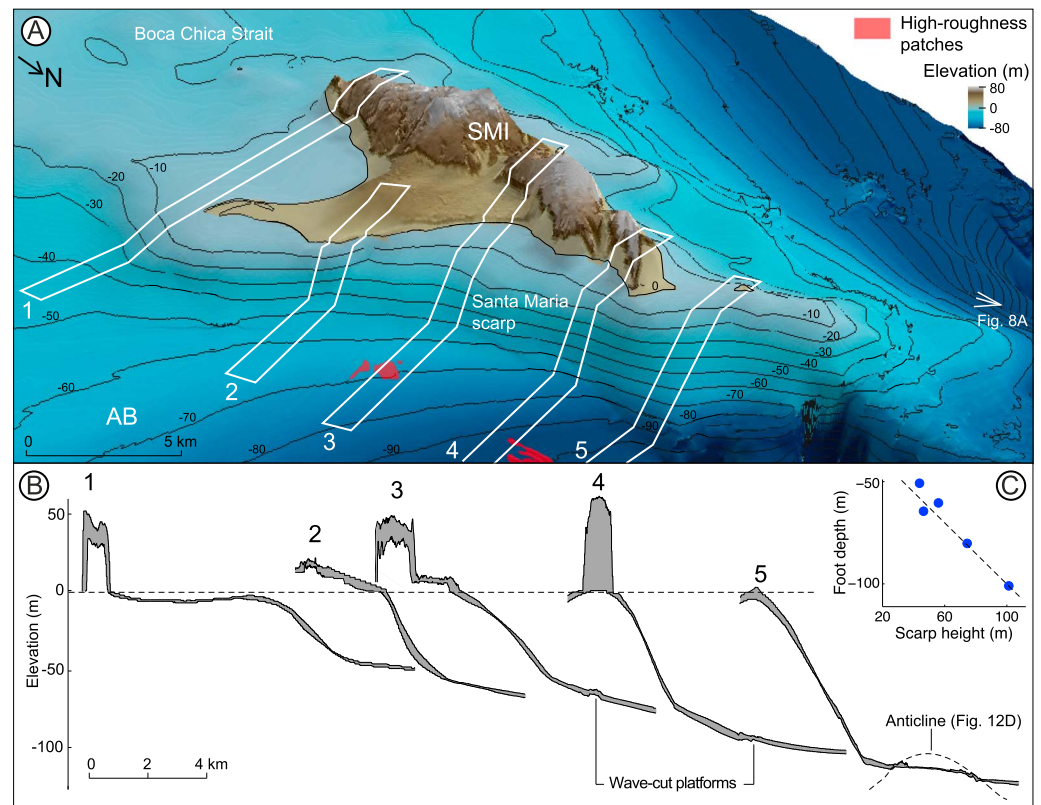 A
Boca Chica Strait
N
High-roughness
patches
Elevation (m)
80
0
-80
SMI
-10
-20
-30
-40
-50
-60
-70
-80
-90
0
Santa Maria
scarp
-10
-20
-30
-40
-50
-60
-70
-80
-90
Fig. 8A
AB
1
2
3
4
5
0 5 km
B
1
2
3
4
5
50
0
-50
-100
Elevation (m)
0 2 4 km
Wave-cut platforms
Anticline (Fig. 12D)
C
−50
−100
Foot depth (m)
20 60 100
Scarp height (m)